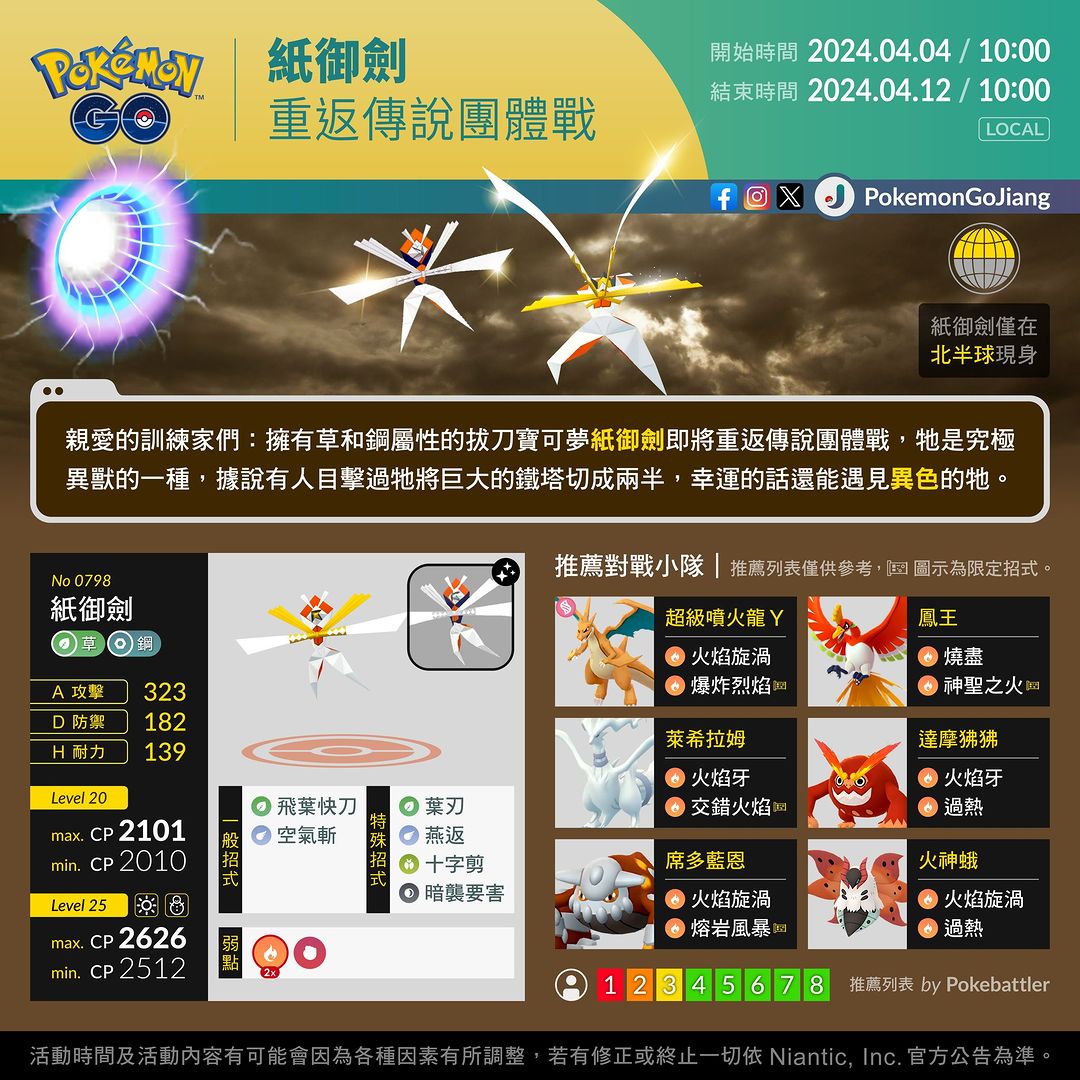 POKÉMON
GO
TM
紙御劍
重返傳說團體戰
開始時間 2024.04.04 / 10:00
結束時間 2024.04.12 / 10:00
LOCAL
PokemonGoJiang
紙御劍僅在
北半球現身
親愛的訓練家們：擁有草和鋼屬性的拔刀寶可夢紙御劍即將重返傳說團體戰，牠是究極
異獸的一種，據說有人目擊過牠將巨大的鐵塔切成兩半，幸運的話還能遇見異色的牠。
No 0798
紙御劍
草 鋼
A 攻擊 323
D 防禦 182
H 耐力 139
Level 20
max. CP 2101
min. CP 2010
Level 25
max. CP 2626
min. CP 2512
一般招式
飛葉快刀
空氣斬
特殊招式
葉刃
燕返
十字剪
暗襲要害
弱點
2x
推薦對戰小隊 | 推薦列表僅供參考，圖示為限定招式。
超級噴火龍 Y
火焰旋渦
爆炸烈焰
鳳王
燒盡
神聖之火
萊希拉姆
火焰牙
交錯火焰
達摩狒狒
火焰牙
過熱
席多藍恩
火焰旋渦
熔岩風暴
火神蛾
火焰旋渦
過熱
1 2 3 4 5 6 7 8
推薦列表 by Pokebattler
活動時間及活動內容有可能會因為各種因素有所調整，若有修正或終止一切依 Niantic, Inc. 官方公告為準。